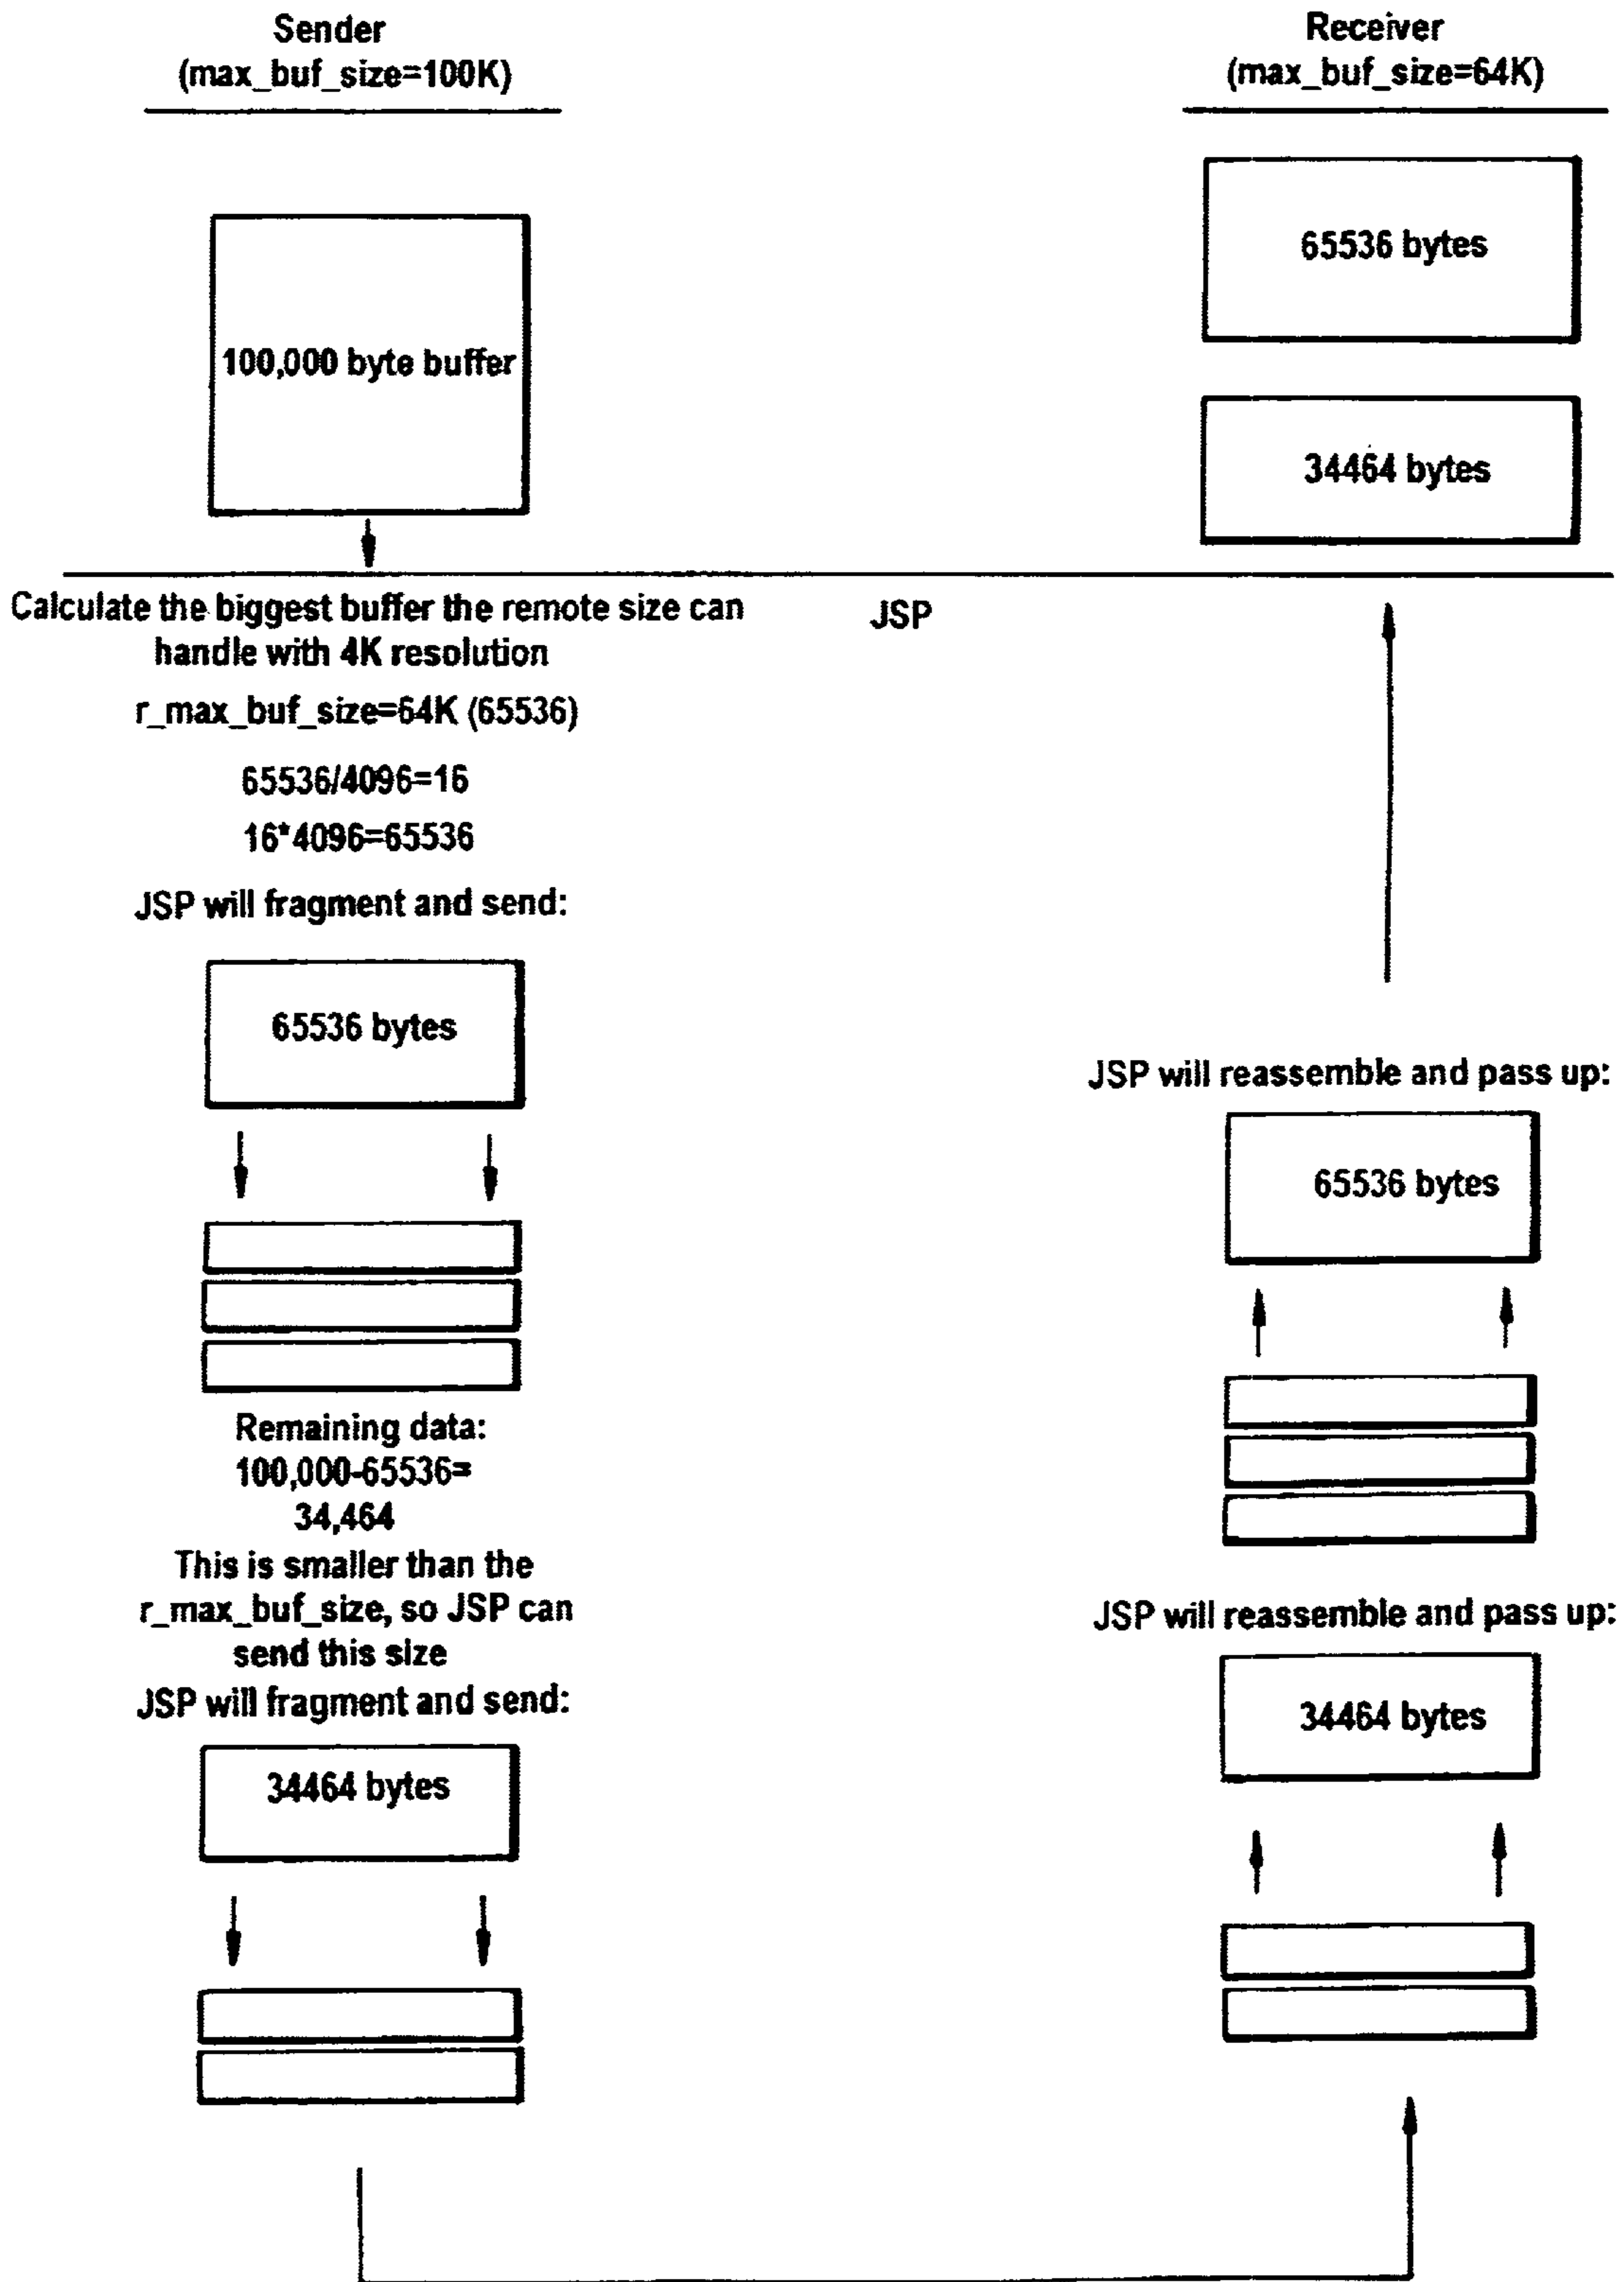 Sender
(max_buf_size=100K)
Receiver
(max_buf_size=64K)
100,000 byte buffer
65536 bytes
34464 bytes
Calculate the biggest buffer the remote size can
handle with 4K resolution
JSP
r_max_buf_size=64K (65536)
65536/4096=16
16*4096=65536
JSP will fragment and send:
65536 bytes
Remaining data:
100,000-65536=
34,464
This is smaller than the
r_max_buf_size, so JSP can
send this size
JSP will fragment and send:
34464 bytes
JSP will reassemble and pass up:
65536 bytes
JSP will reassemble and pass up:
34464 bytes